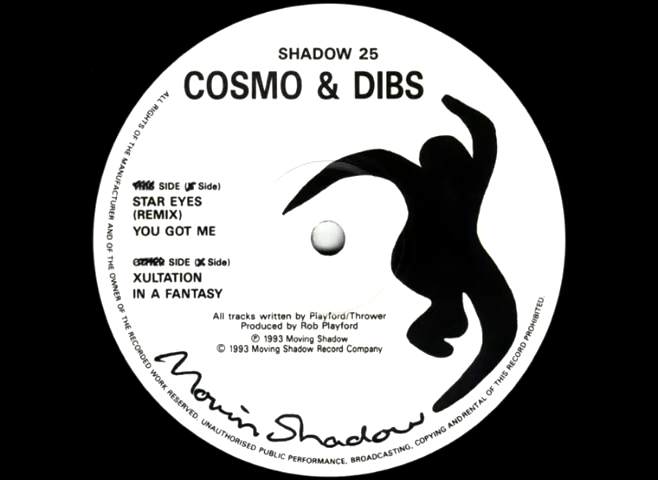 SHADOW 25
COSMO & DIBS
THIS SIDE (Side)
STAR EYES
(REMIX)
YOU GOT ME
OTHER SIDE (Side)
XULTATION
IN A FANTASY
All tracks written by Playford/Thrower
Produced by Rob Playford
℗ 1993 Moving Shadow
© 1993 Moving Shadow Record Company
Movin Shadow
ALL RIGHTS OF THE MANUFACTURER AND OF THE OWNER OF THE RECORDED WORK RESERVED. UNAUTHORISED PUBLIC PERFORMANCE, BROADCASTING, COPYING AND RENTAL OF THIS RECORD PROHIBITED